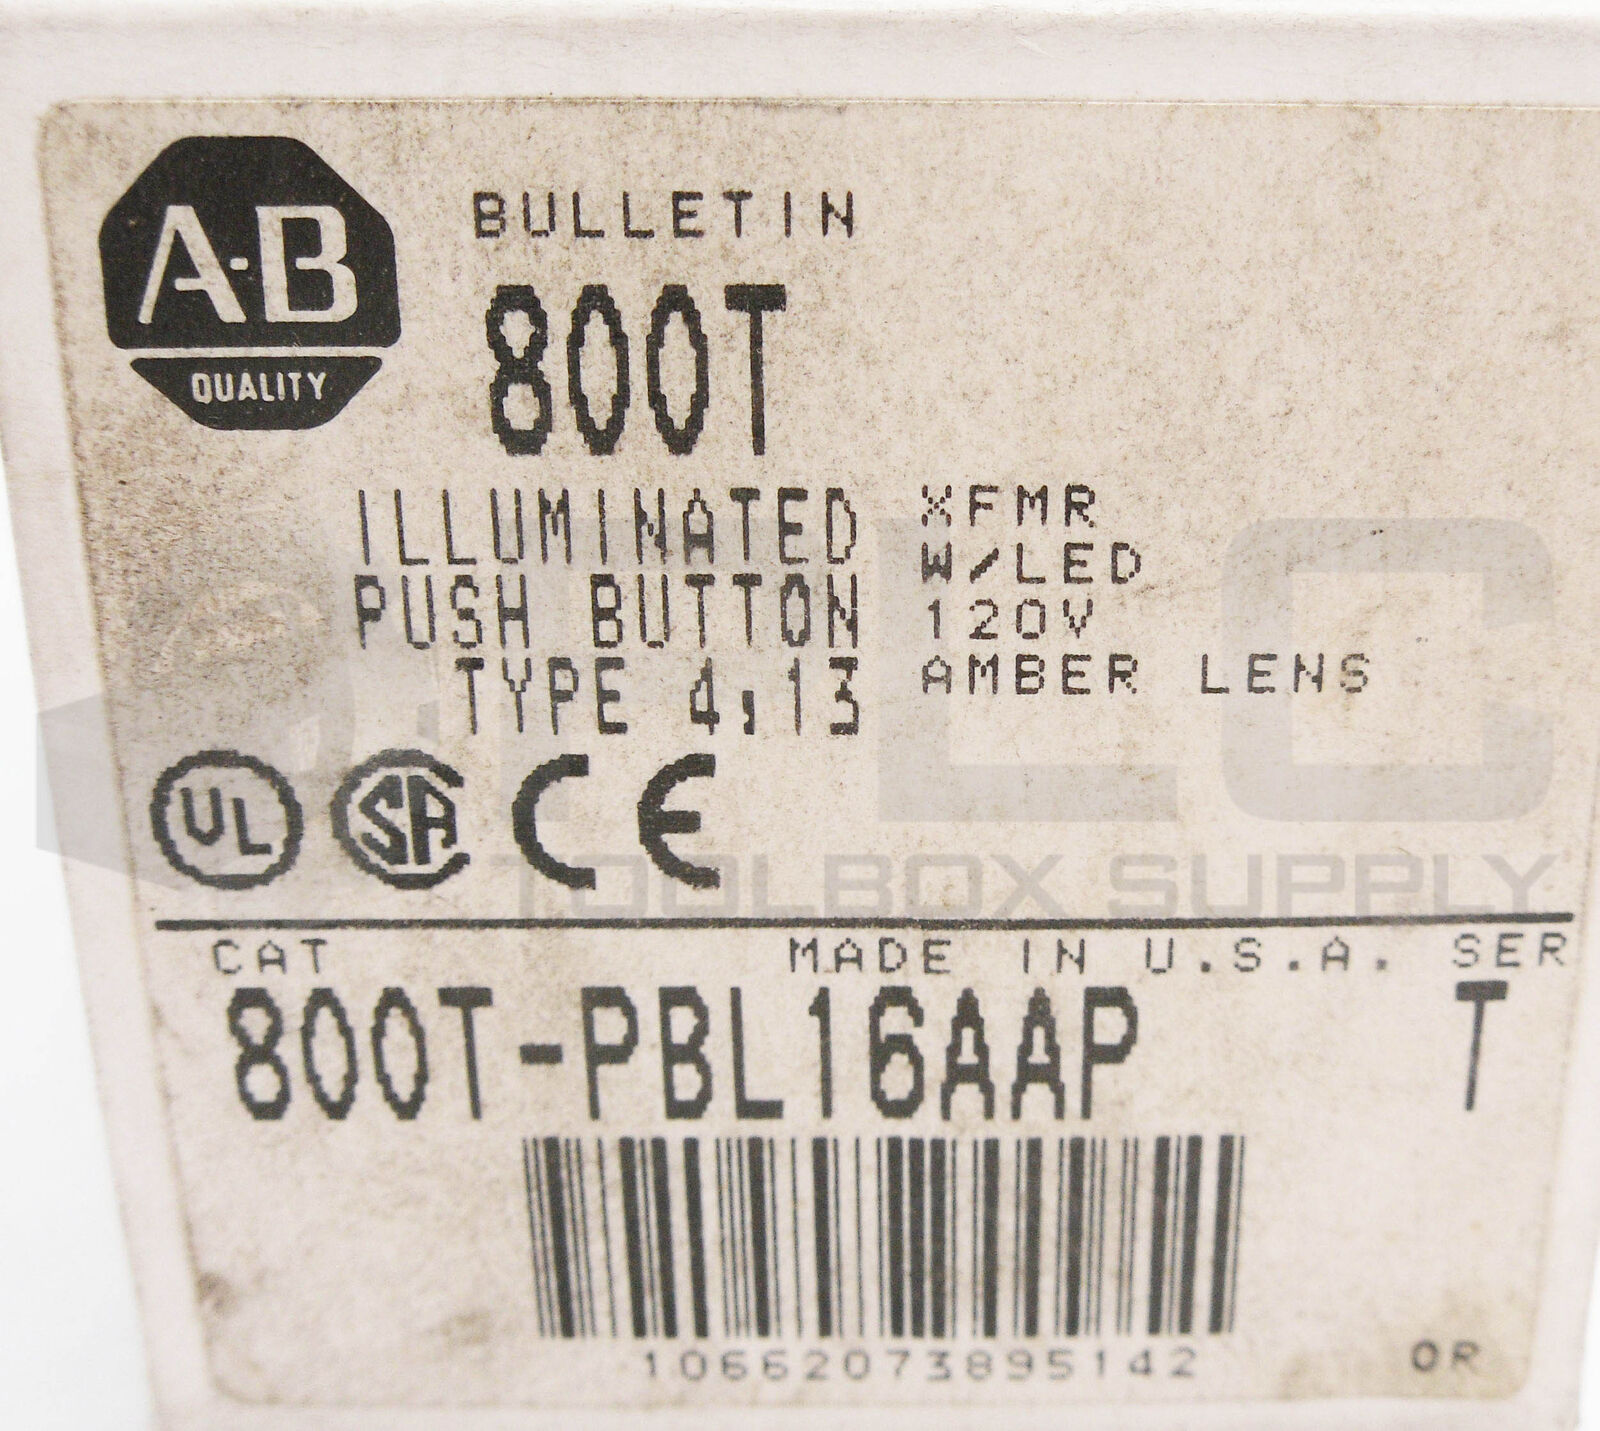 A-B
QUALITY
BULLETIN
800T
ILLUMINATED
PUSH BUTTON
TYPE 4,13
XFMR
W/LED
120V
AMBER LENS
UL
SA
CE
PLC
TOOLBOX SUPPLY
CAT
MADE IN U.S.A.
SER
800T-PBL16AAP
T
10662073895142
OR